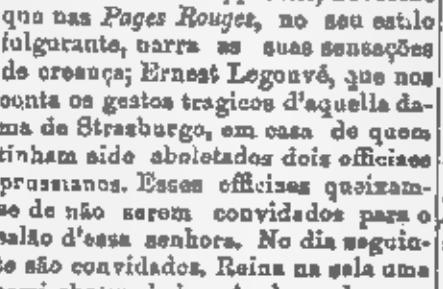 que nas Pages Rouges, no seu estilo
fulgurante, narra as suas sensações
de creança; Ernest Legouvé, que nos
conta os gestos tragicos d'aquella da-
ma de Strasburgo, em casa de quem
tinham sido aboletados dois officiaes
prussianos. Esses officiaes queixam-
se de não serem convidados para o
salão d'essa senhora. No dia seguin-
te são convidados. Reina na sala uma